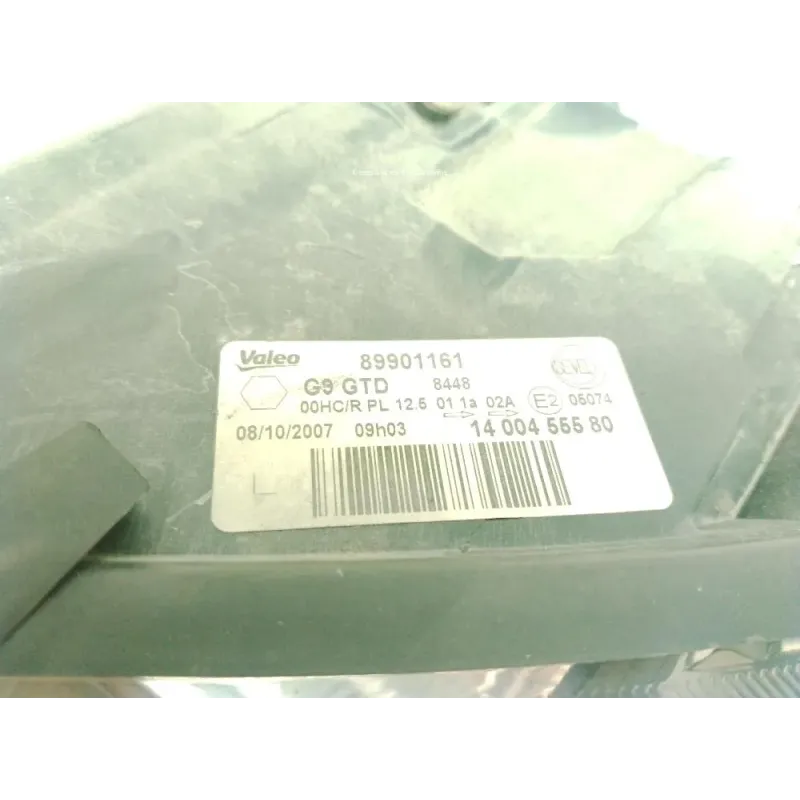 Valeo 89901161
G9 GTD 8448
00HC/R PL 12.5 01 1a 02A E2 05074
08/10/2007 09h03 14 004 555 80
L